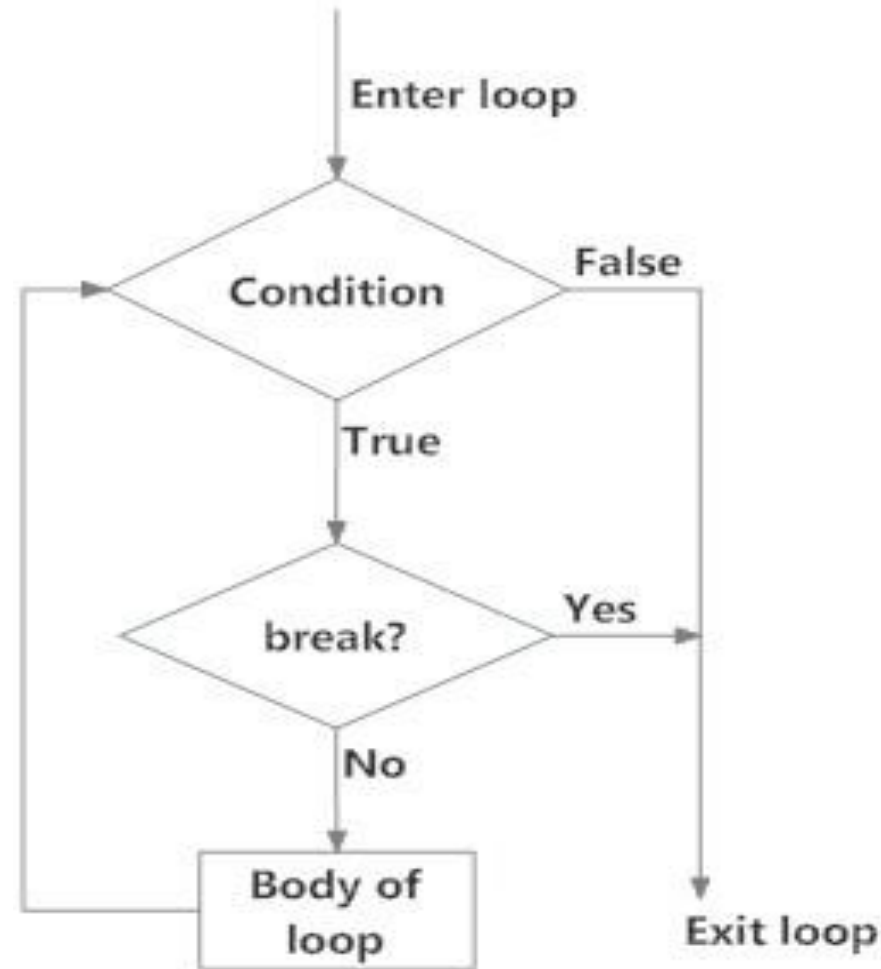 Enter loop
False
Condition
True
Yes
break?
No
Body of
loop
Exit loop